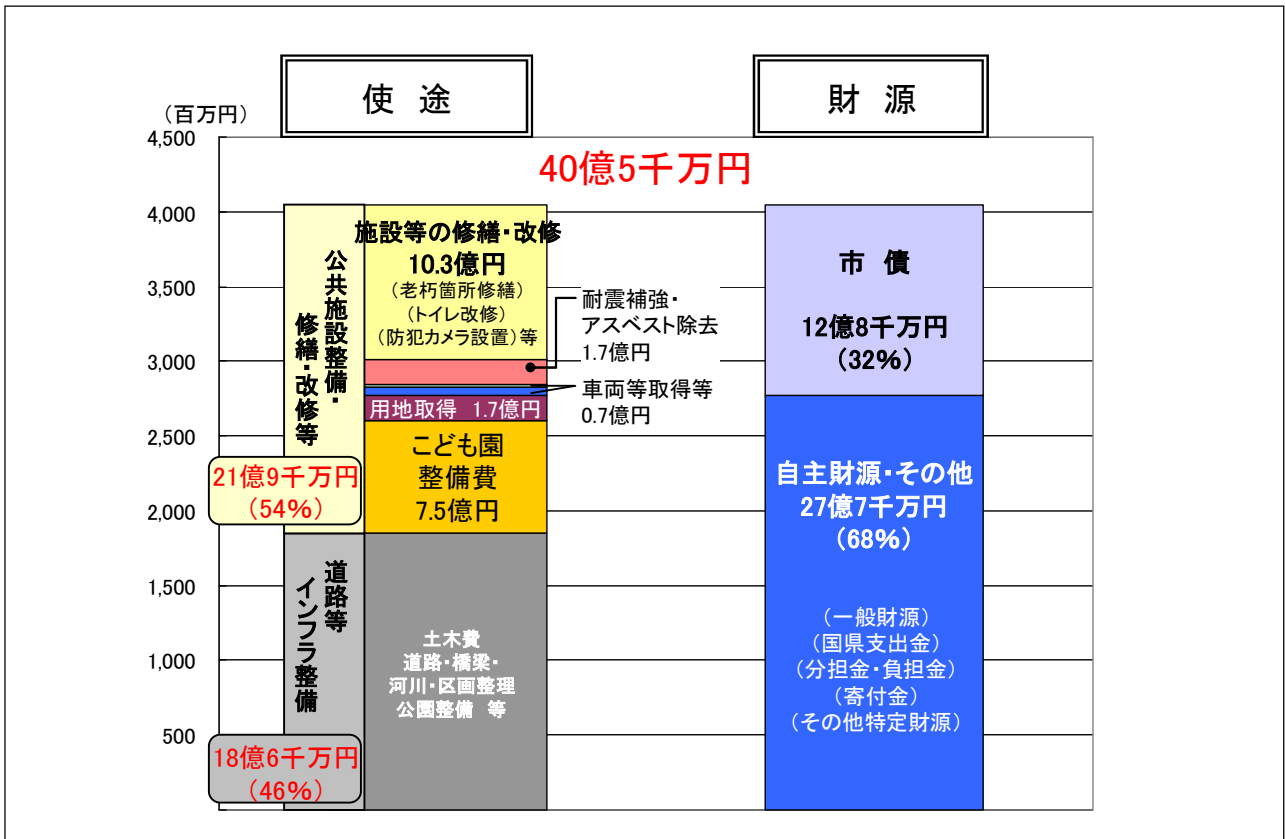 使 途
財 源
（百万円）
4,500
4,000
3,500
3,000
2,500
2,000
1,500
1,000
500
40億5千万円
公共施設整備・
修繕・改修等
21億9千万円
（54%）
道路等
インフラ整備
18億6千万円
（46%）
施設等の修繕・改修
10.3億円
（老朽箇所修繕）
（トイレ改修）
（防犯カメラ設置）等
耐震補強・
アスベスト除去
1.7億円
車両等取得等
0.7億円
用地取得 1.7億円
こども園
整備費
7.5億円
土木費
道路・橋梁・
河川・区画整理
公園整備 等
市 債
12億8千万円
（32%）
自主財源・その他
27億7千万円
（68%）
（一般財源）
（国県支出金）
（分担金・負担金）
（寄付金）
（その他特定財源）